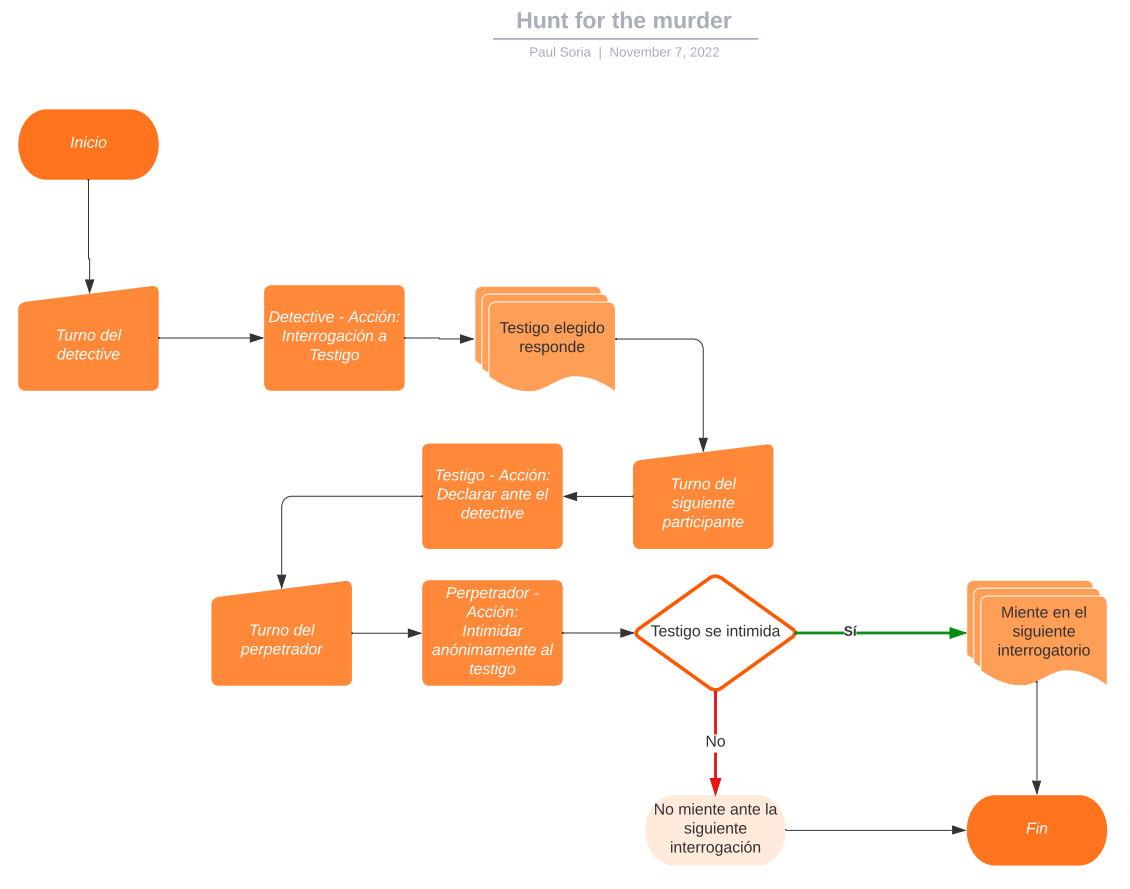 Hunt for the murder
Paul Soria | November 7, 2022
Inicio
Turno del
detective
Detective - Acción:
Interrogación a
Testigo
Testigo elegido
responde
Turno del
siguiente
participante
Testigo - Acción:
Declarar ante el
detective
Turno del
perpetrador
Perpetrador -
Acción:
Intimidar
anónimamente al
testigo
Testigo se intimida
Sí
Miente en el
siguiente
interrogatorio
No
No miente ante la
siguiente
interrogación
Fin